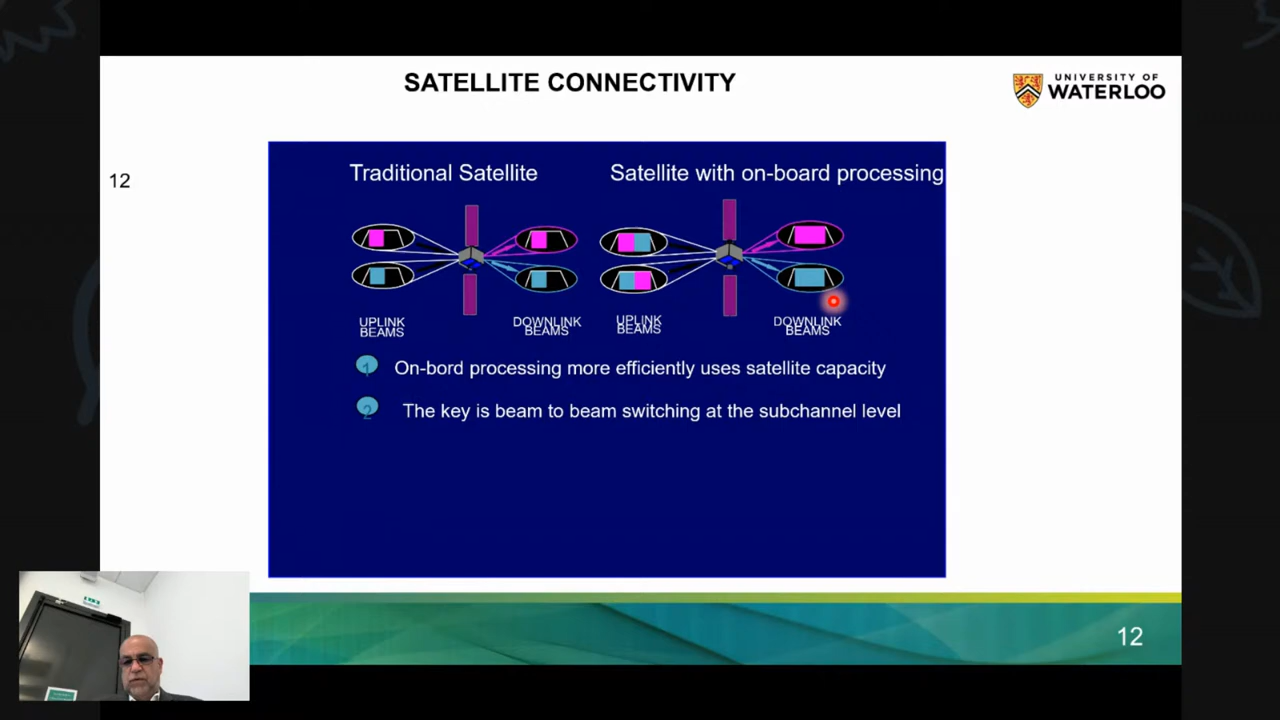 SATELLITE CONNECTIVITY
UNIVERSITY OF
WATERLOO
12
Traditional Satellite
Satellite with on-board processing
UPLINK
BEAMS
DOWNLINK
BEAMS
UPLINK
BEAMS
DOWNLINK
BEAMS
1 On-bord processing more efficiently uses satellite capacity
2 The key is beam to beam switching at the subchannel level
12